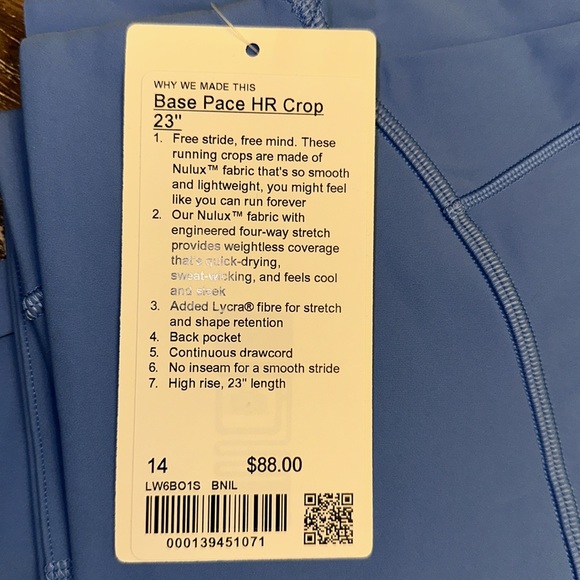 WHY WE MADE THIS
Base Pace HR Crop
23"
1. Free stride, free mind. These
running crops are made of
Nulux™ fabric that's so smooth
and lightweight, you might feel
like you can run forever
2. Our Nulux™ fabric with
engineered four-way stretch
provides weightless coverage
that's quick-drying,
sweat-wicking, and feels cool
and sleek
3. Added Lycra® fibre for stretch
and shape retention
4. Back pocket
5. Continuous drawcord
6. No inseam for a smooth stride
7. High rise, 23" length
14 $88.00
LW6BO1S BNIL
000139451071